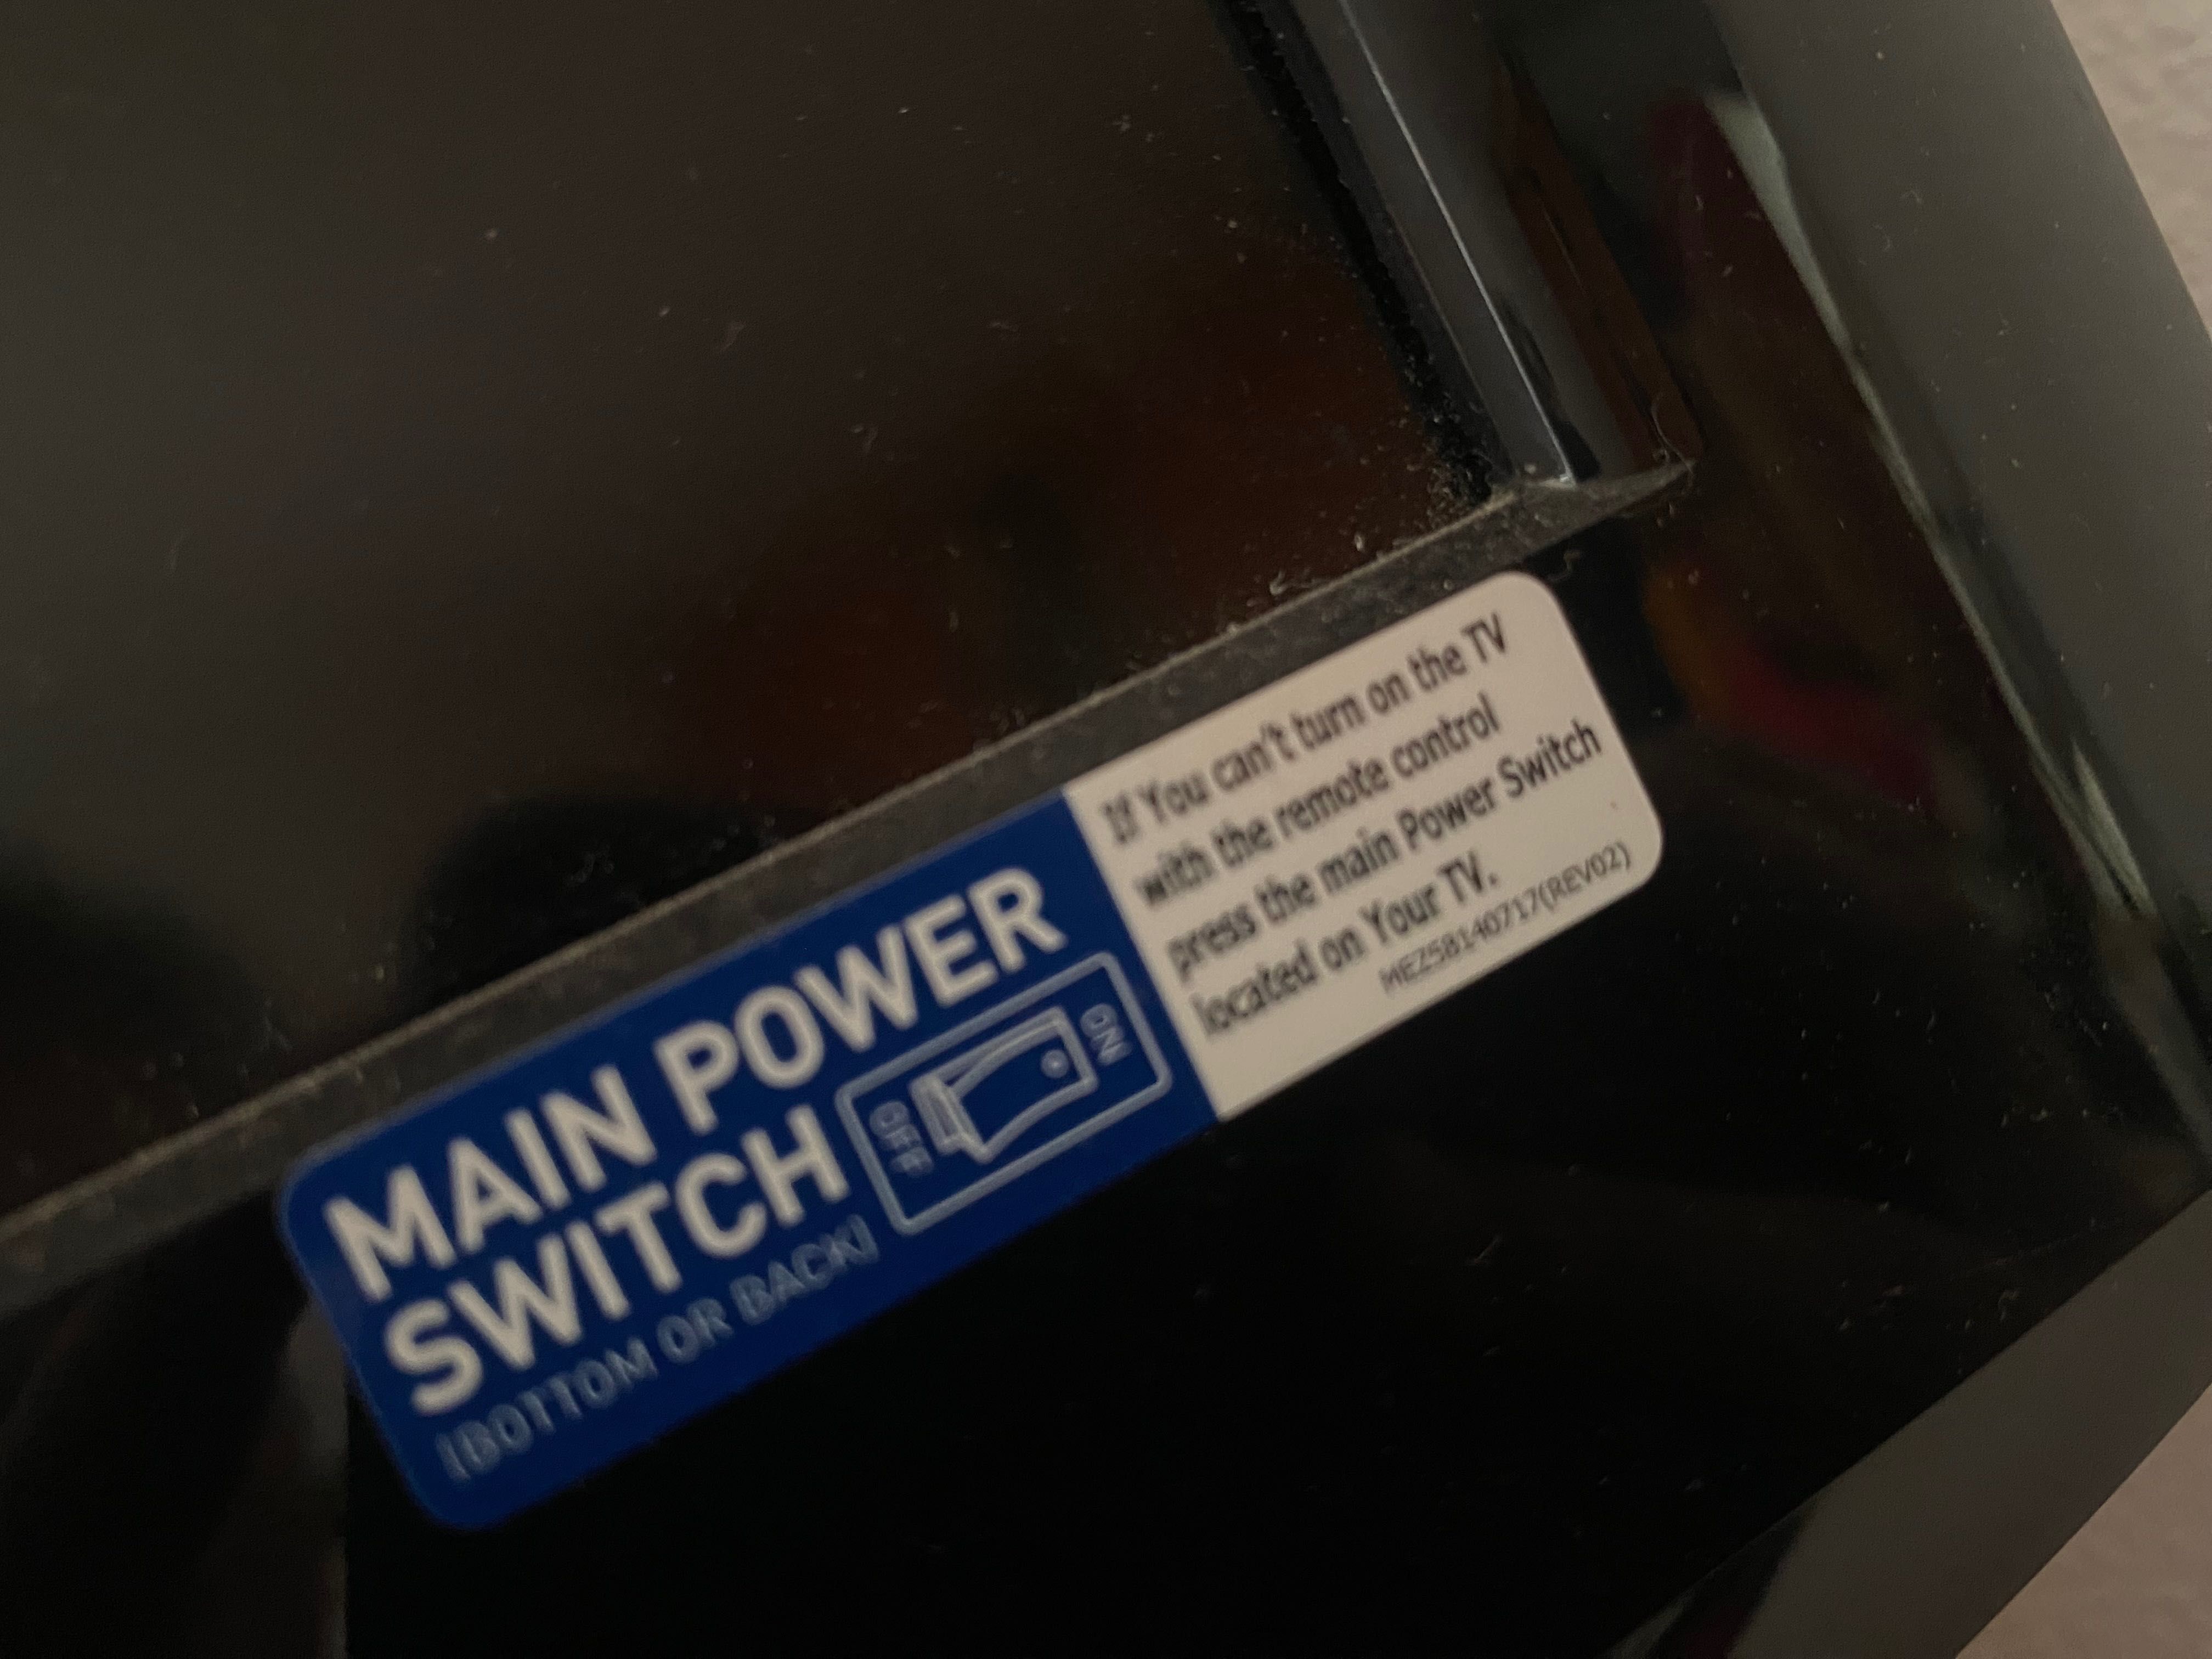 MAIN POWER
SWITCH
(BOTTOM OR BACK)
OFF
ON
If You can't turn on the TV
with the remote control
press the main Power Switch
located on Your TV.
MEZ58140717(REV02)